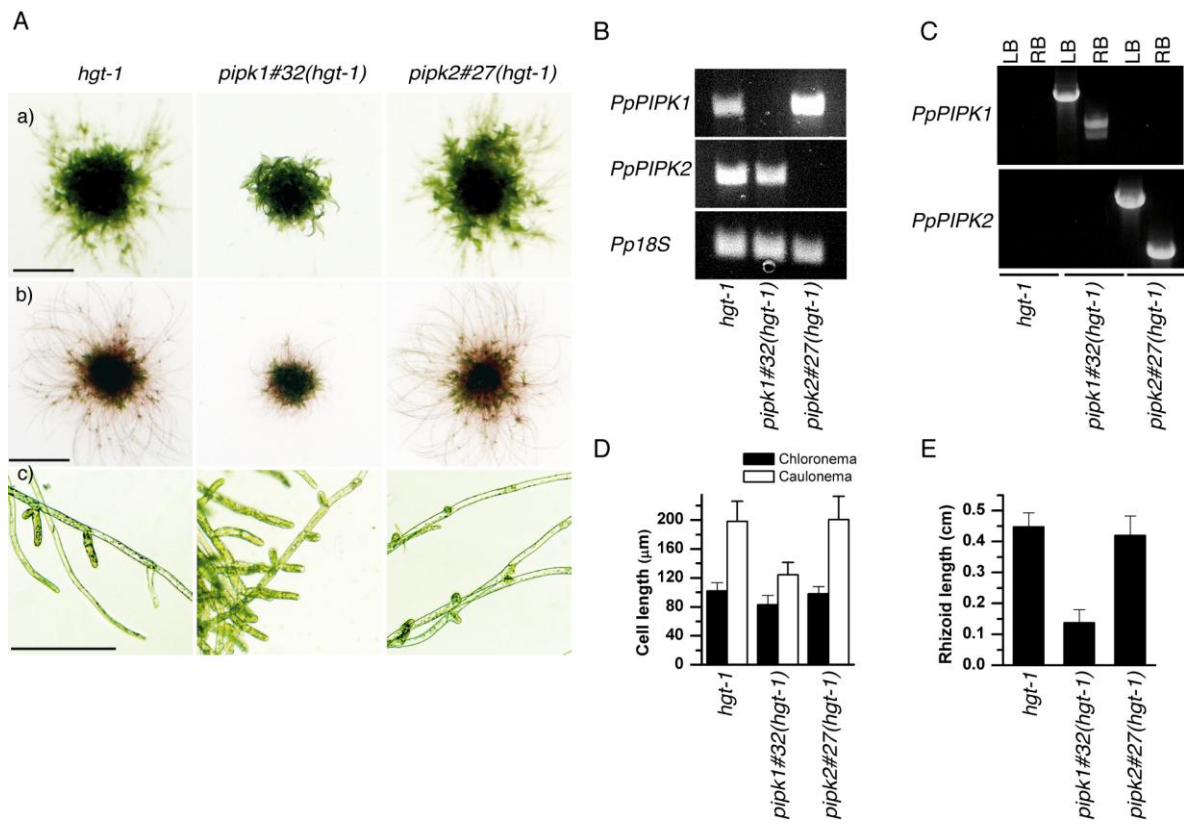 A
hgt-1 pipk1#32(hgt-1) pipk2#27(hgt-1)
a)
b)
c)
B
PpPIPK1
PpPIPK2
Pp18S
hgt-1
pipk1#32(hgt-1)
pipk2#27(hgt-1)
C
LB RB LB RB LB RB
PpPIPK1
PpPIPK2
hgt-1
pipk1#32(hgt-1)
pipk2#27(hgt-1)
D
Chloronema
Caulonema
Cell length (μm)
200
160
120
80
40
0
hgt-1
pipk1#32(hgt-1)
pipk2#27(hgt-1)
E
Rhizoid length (cm)
0.5
0.4
0.3
0.2
0.1
0.0
hgt-1
pipk1#32(hgt-1)
pipk2#27(hgt-1)